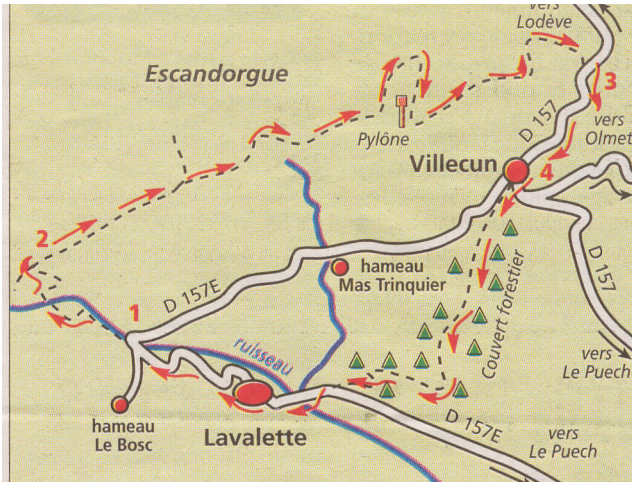 vers
Lodève
Escandorgue
3
D 157
vers
Olmet
Pylône
Villecun
4
2
D 157E
hameau
Mas Trinquier
Couvert forestier
D 157
1
ruisseau
vers
Le Puech
hameau
Le Bosc
Lavalette
D 157E
vers
Le Puech